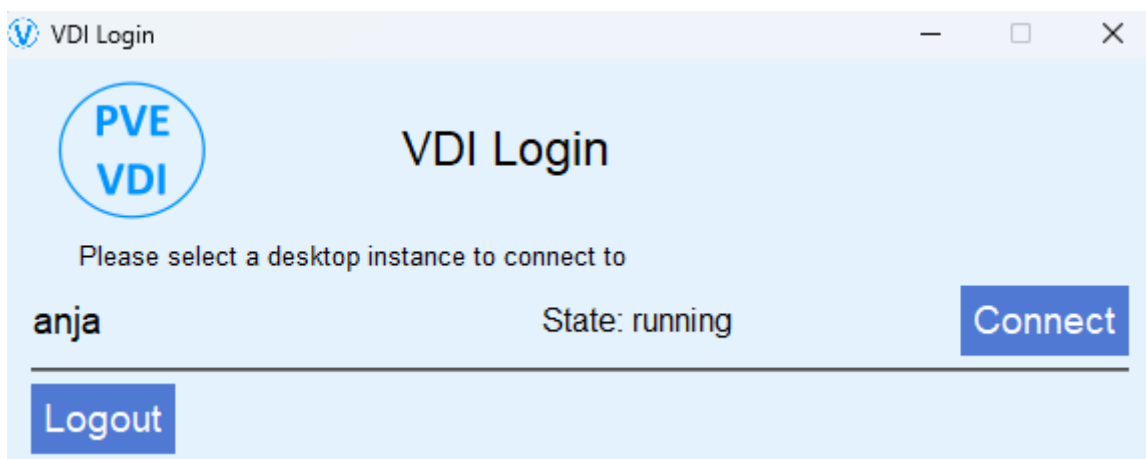 VDI Login
PVE
VDI
VDI Login
Please select a desktop instance to connect to
anja State: running Connect
Logout